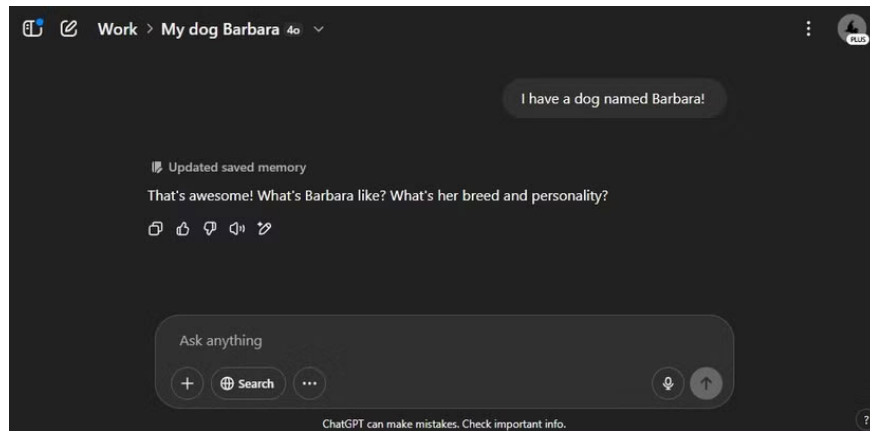 Work > My dog Barbara 4o
PLUS
I have a dog named Barbara!
Updated saved memory
That's awesome! What's Barbara like? What's her breed and personality?
Ask anything
Search
ChatGPT can make mistakes. Check important info.
?